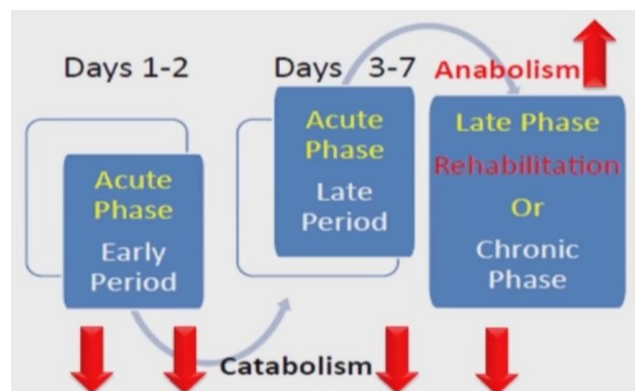 Days 1-2
Acute
Phase
Early
Period
Days 3-7
Acute
Phase
Late
Period
Anabolism
Late Phase
Rehabilitation
Or
Chronic
Phase
Catabolism